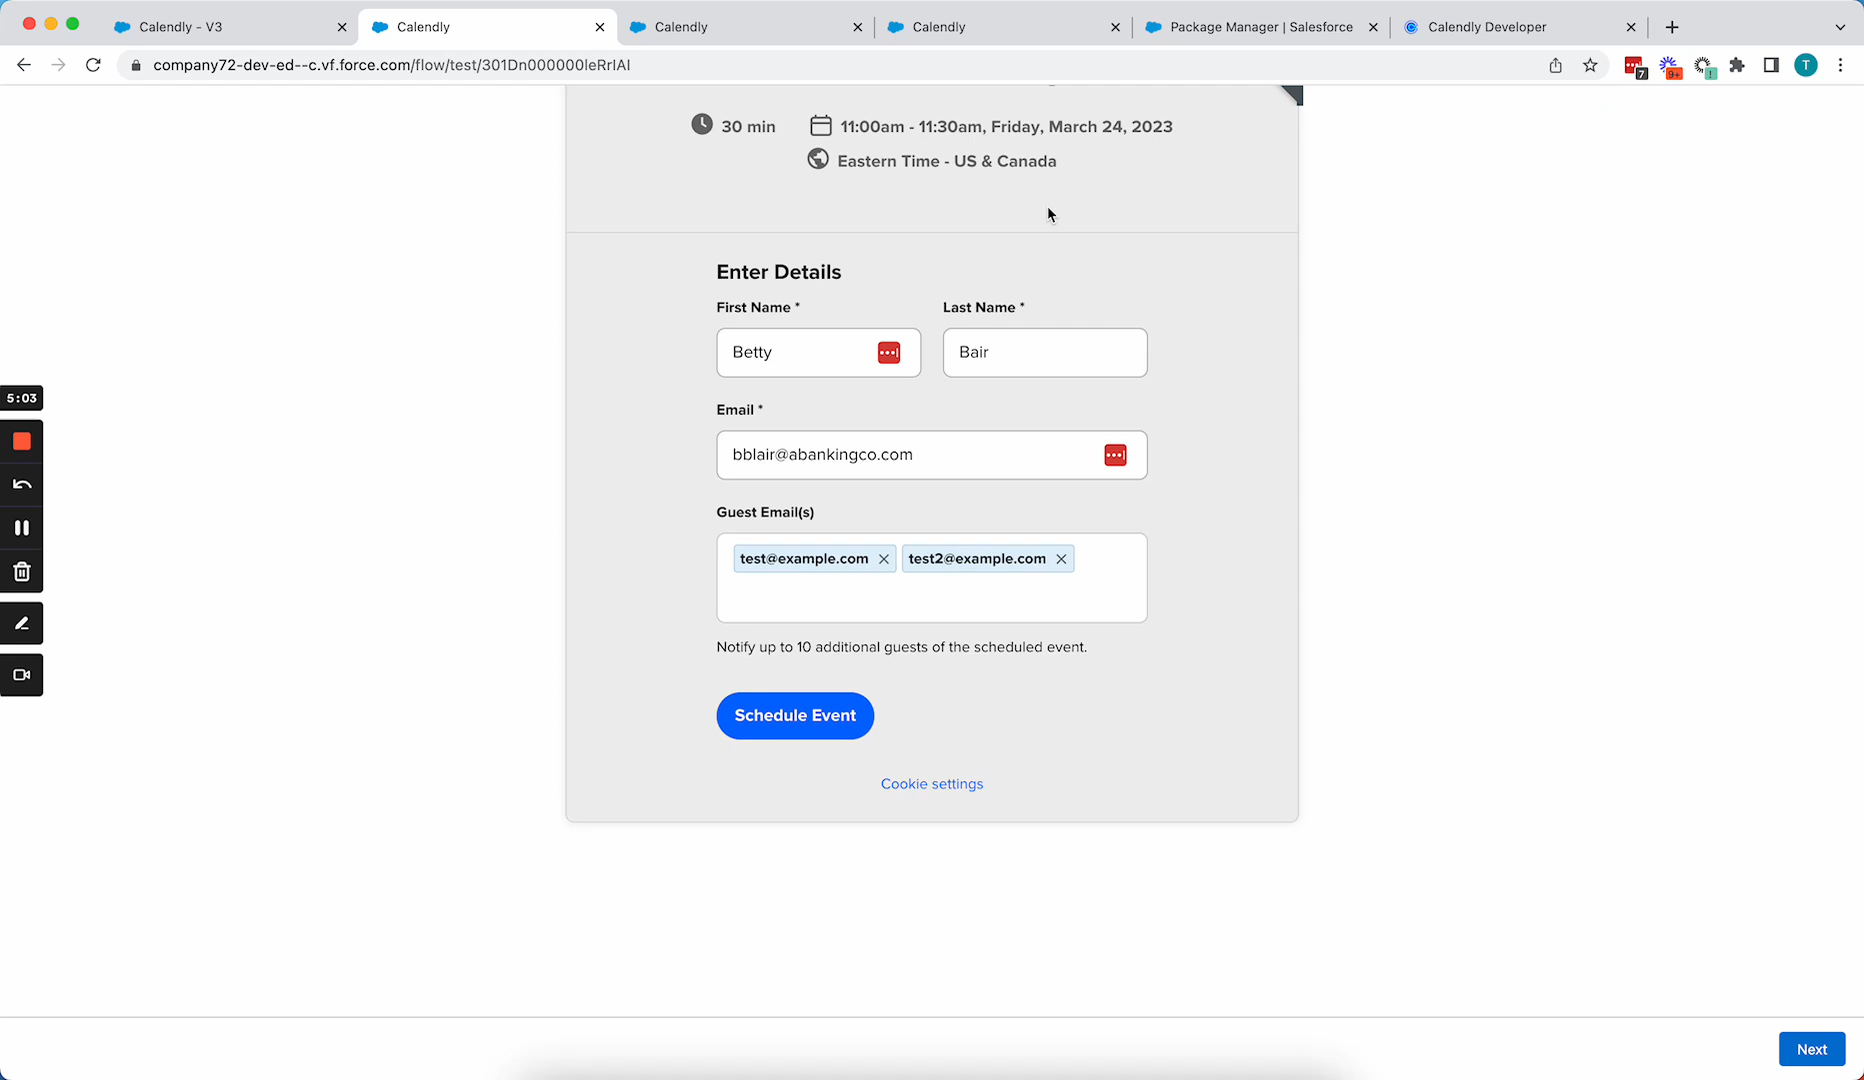 Calendly - V3
Calendly
Calendly
Calendly
Package Manager | Salesforce
Calendly Developer
company72-dev-ed--c.vf.force.com/flow/test/301Dn000000leRrIAI
7
9+
!
T
30 min
11:00am - 11:30am, Friday, March 24, 2023
Eastern Time - US & Canada
Enter Details
First Name *
Last Name *
Betty
Bair
Email *
bblair@abankingco.com
Guest Email(s)
test@example.com
test2@example.com
Notify up to 10 additional guests of the scheduled event.
Schedule Event
Cookie settings
5:03
Next